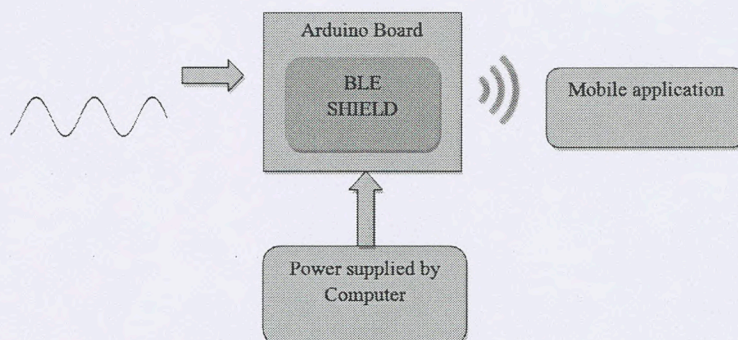 Arduino Board
BLE
SHIELD
Mobile application
Power supplied by
Computer